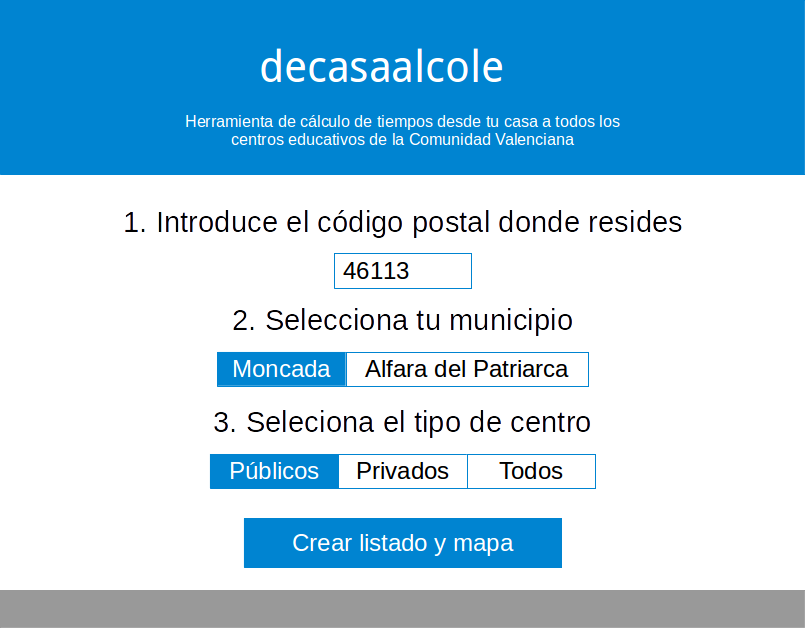 decasaalcole
Herramienta de cálculo de tiempos desde tu casa a todos los
centros educativos de la Comunidad Valenciana
1. Introduce el código postal donde resides
46113
2. Selecciona tu municipio
Moncada Alfara del Patriarca
3. Seleciona el tipo de centro
Públicos Privados Todos
Crear listado y mapa